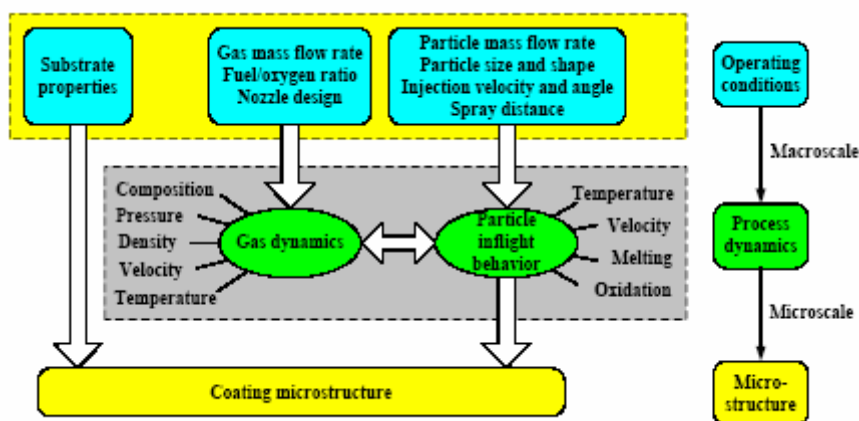 Substrate
properties
Gas mass flow rate
Fuel/oxygen ratio
Nozzle design
Particle mass flow rate
Particle size and shape
Injection velocity and angle
Spray distance
Operating
conditions
Macroscale
Composition
Pressure
Density
Velocity
Temperature
Gas dynamics
Particle
inflight
behavior
Temperature
Velocity
Melting
Oxidation
Process
dynamics
Microscale
Coating microstructure
Micro-
structure